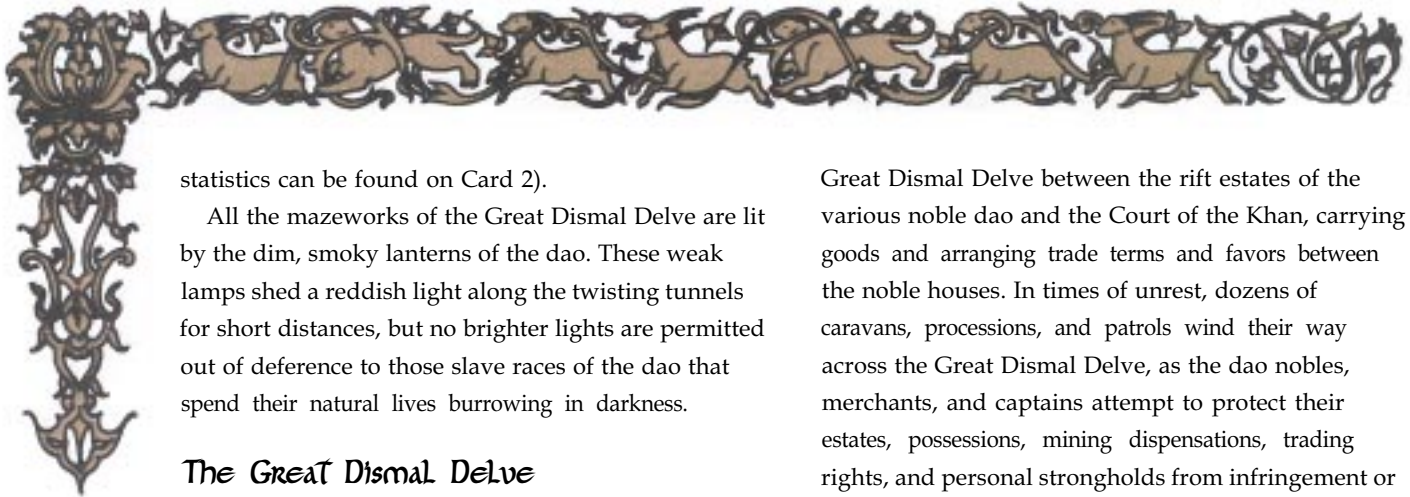 statistics can be found on Card 2).
All the mazeworks of the Great Dismal Delve are lit
by the dim, smoky lanterns of the dao. These weak
lamps shed a reddish light along the twisting tunnels
for short distances, but no brighter lights are permitted
out of deference to those slave races of the dao that
spend their natural lives burrowing in darkness.
The Great Dismal Delve
Great Dismal Delve between the rift estates of the
various noble dao and the Court of the Khan, carrying
goods and arranging trade terms and favors between
the noble houses. In times of unrest, dozens of
caravans, processions, and patrols wind their way
across the Great Dismal Delve, as the dao nobles,
merchants, and captains attempt to protect their
estates, possessions, mining dispensations, trading
rights, and personal strongholds from infringement or